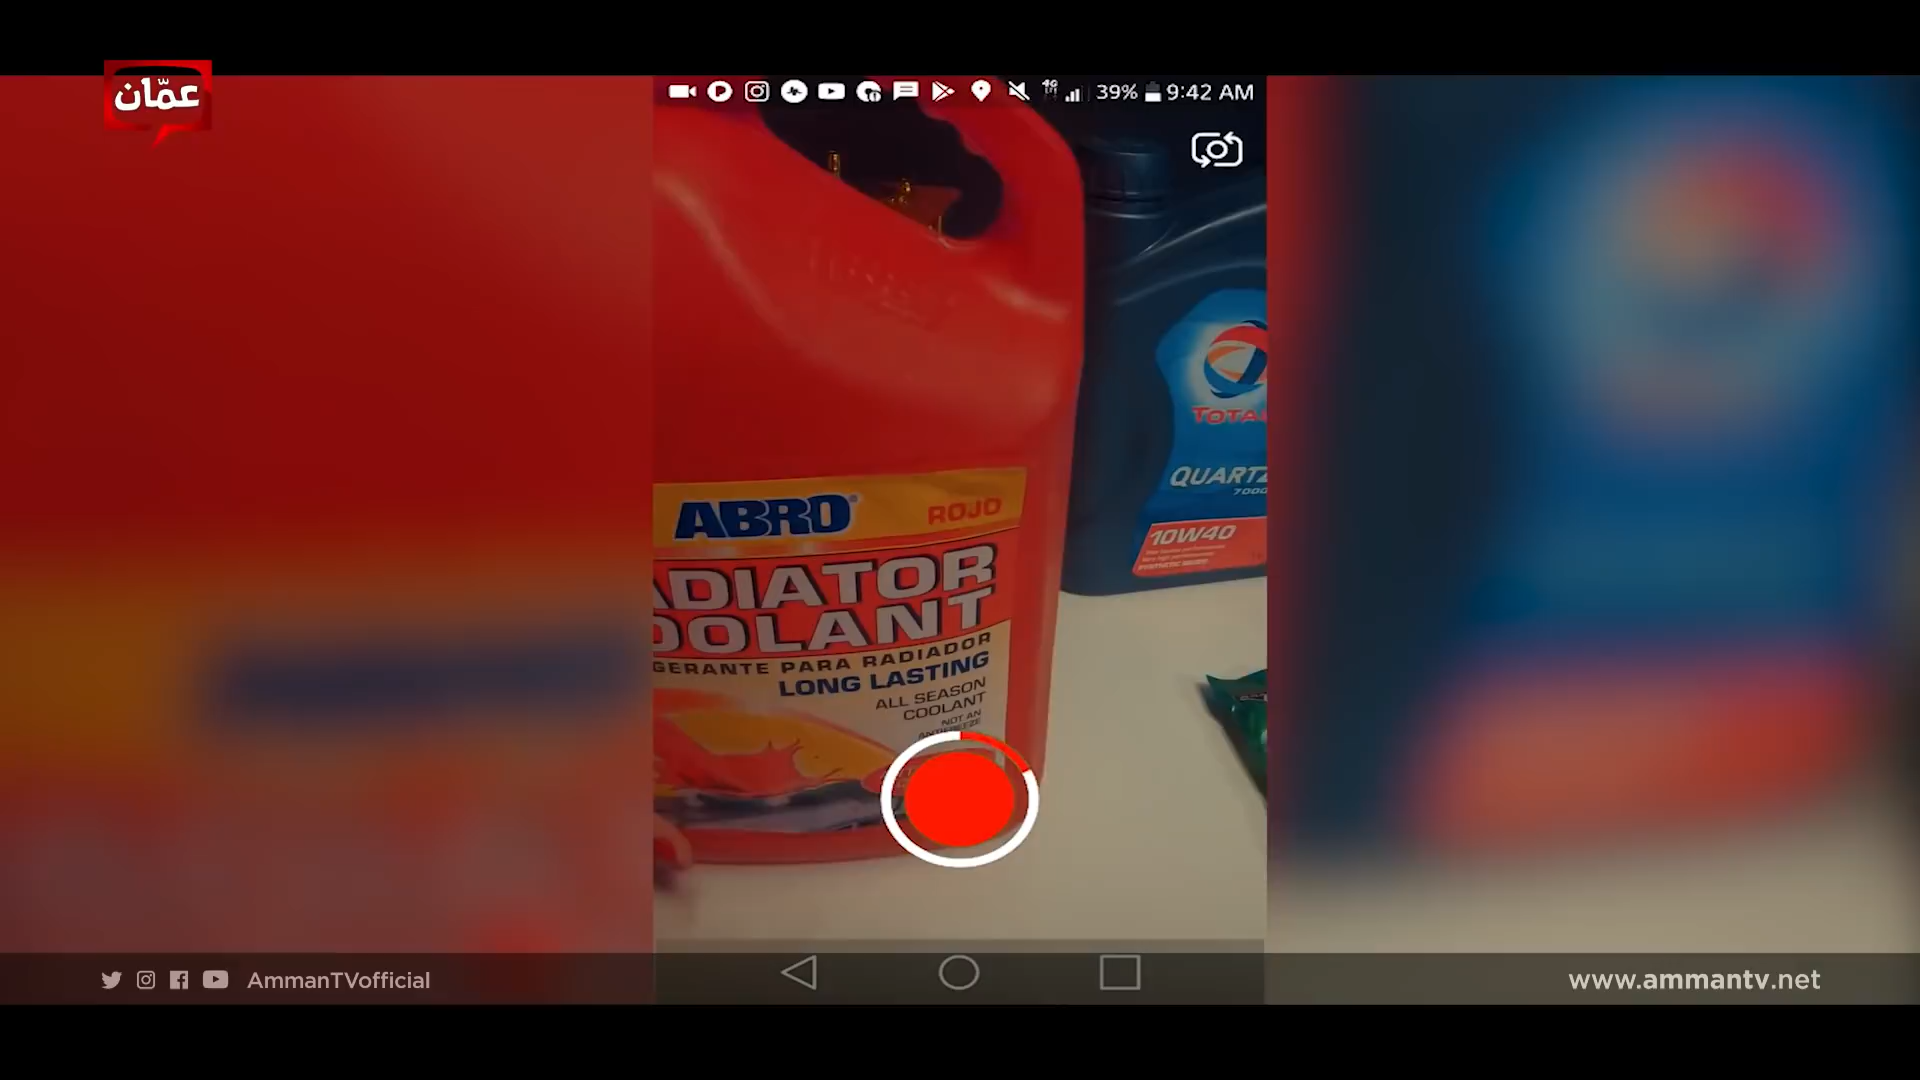 عمّان
39% 9:42 AM
ABRO ROJO
ADIATOR
OOLANT
GERANTE PARA RADIADOR
LONG LASTING
ALL SEASON
COOLANT
NOT AN
TOTAL
QUARTZ
7000
10W40
AmmanTVofficial
www.ammantv.net